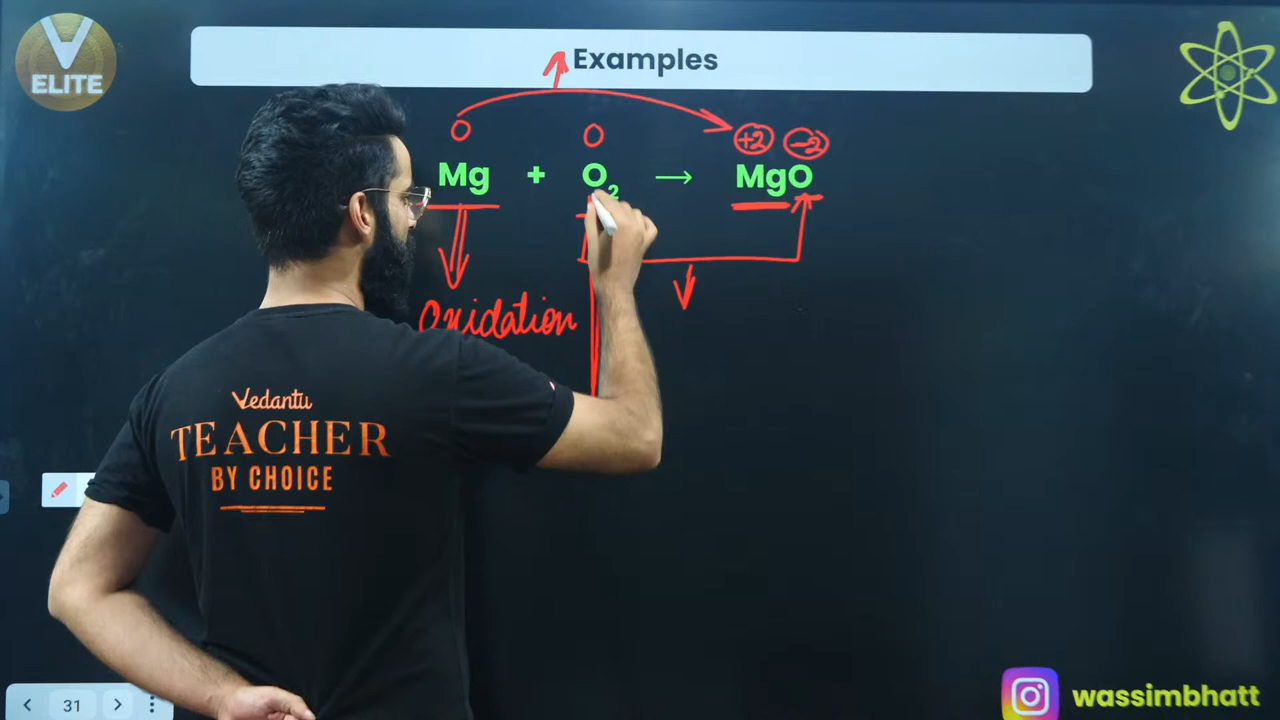 V
ELITE
Examples
0 0 +2 -2
Mg + O2 → MgO
Oxidation
Vedantu
TEACHER
BY CHOICE
31
wassimbhatt